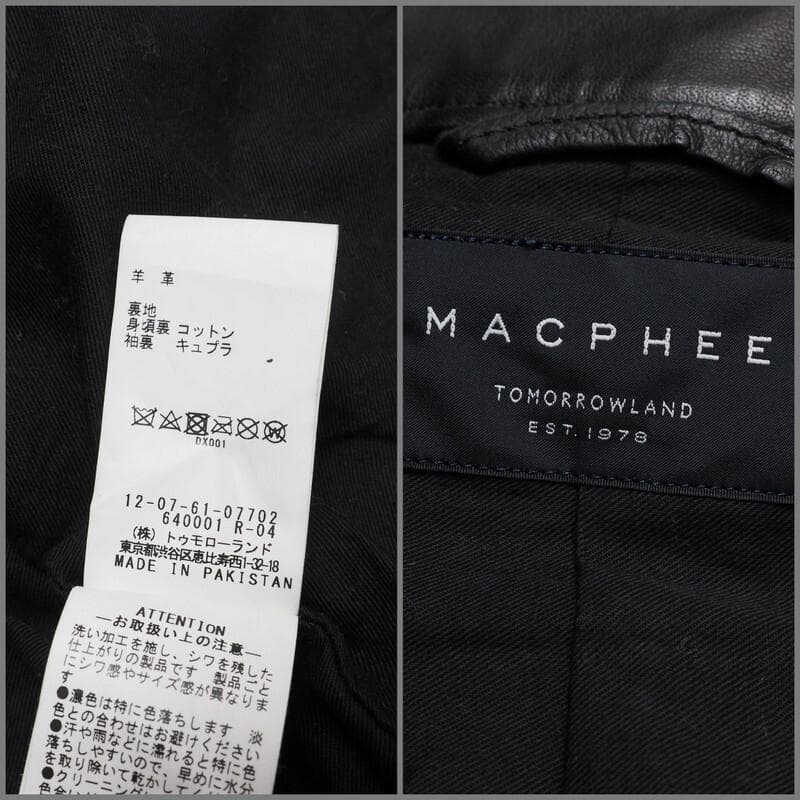 羊 革
裏地
身頃裏 コットン
袖裏 キュプラ
W
DX001
12-07-61-07702
640001 R-04
(株) トゥモローランド
東京都渋谷区恵比寿西1-32-18
MADE IN PAKISTAN
ATTENTION
―お取扱い上の注意―
洗い加工を施し、シワを残した
仕上がりの製品です 製品ごと
にシワ感やサイズ感が異なりま
す
●濃色は特に色落ちします 淡
色との合わせはお避けください
●汗や雨などに濡れると特に色
落ちしやすいので、早めに水分
を取り除いて乾かしてく
●クリーニング
MACPHEE
TOMORROWLAND
EST. 1978